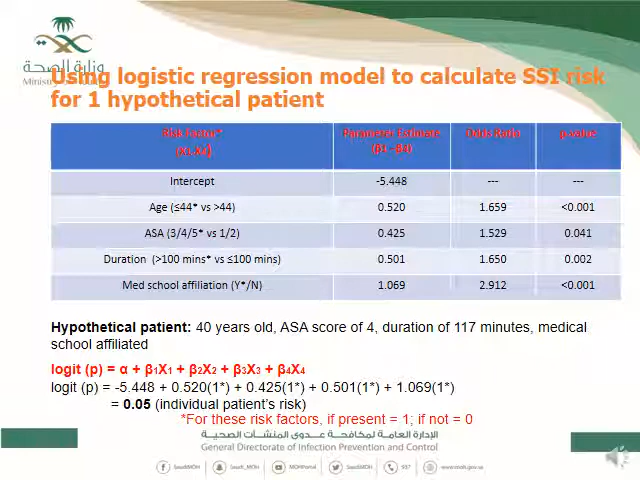 وزارة الصحة
Ministry
Using logistic regression model to calculate SSI risk
for 1 hypothetical patient
Risk Factor* Parameter Estimate Odds Ratio p-value
(X1-X4) (β1–β4)
Intercept -5.448 --- ---
Age (≤44* vs >44) 0.520 1.659 <0.001
ASA (3/4/5* vs 1/2) 0.425 1.529 0.041
Duration (>100 mins* vs ≤100 mins) 0.501 1.650 0.002
Med school affiliation (Y*/N) 1.069 2.912 <0.001
Hypothetical patient: 40 years old, ASA score of 4, duration of 117 minutes, medical
school affiliated
logit (p) = α + β1X1 + β2X2 + β3X3 + β4X4
logit (p) = -5.448 + 0.520(1*) + 0.425(1*) + 0.501(1*) + 1.069(1*)
= 0.05 (individual patient's risk)
*For these risk factors, if present = 1; if not = 0
الإدارة العامة لمكافحة عدوى المنشآت الصحية
General Directorate of Infection Prevention and Control
SaudiMOH Saudi_MOH MOHPortal SaudiMOH 937 www.moh.gov.sa